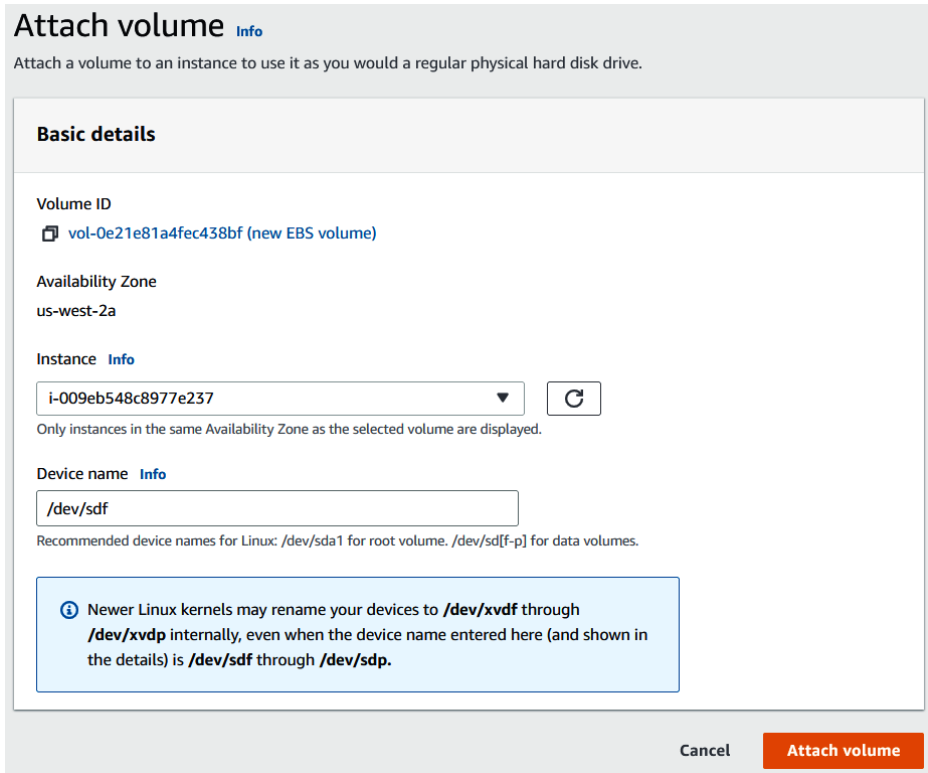 Attach volume Info
Attach a volume to an instance to use it as you would a regular physical hard disk drive.
Basic details
Volume ID
vol-0e21e81a4fec438bf (new EBS volume)
Availability Zone
us-west-2a
Instance Info
i-009eb548c8977e237
Only instances in the same Availability Zone as the selected volume are displayed.
Device name Info
/dev/sdf
Recommended device names for Linux: /dev/sda1 for root volume. /dev/sd[f-p] for data volumes.
Newer Linux kernels may rename your devices to /dev/xvdf through
/dev/xvdp internally, even when the device name entered here (and shown in
the details) is /dev/sdf through /dev/sdp.
Cancel Attach volume